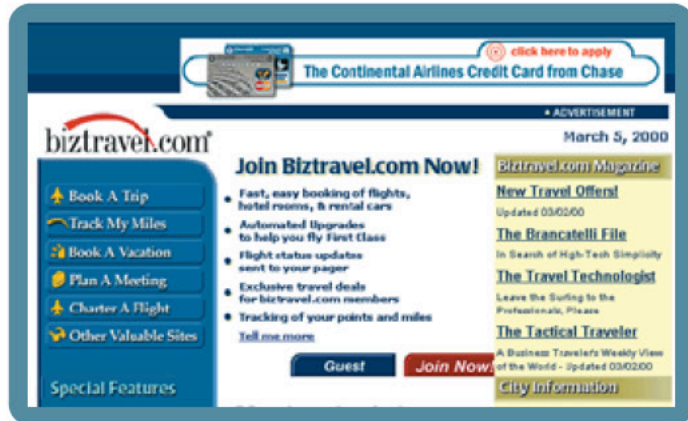 click here to apply
The Continental Airlines Credit Card from Chase
• ADVERTISEMENT
biztravel.com
March 5, 2000
Book A Trip
Track My Miles
Book A Vacation
Plan A Meeting
Charter A Flight
Other Valuable Sites
Special Features
Join Biztravel.com Now!
• Fast, easy booking of flights,
hotel rooms, & rental cars
• Automated Upgrades
to help you fly First Class
• Flight status updates
sent to your pager
• Exclusive travel deals
for biztravel.com members
• Tracking of your points and miles
Tell me more
Guest
Join Now!
Biztravel.com Magazine
New Travel Offers!
Updated 03/02/00
The Brancatelli File
In Search of High-Tech Simplicity
The Travel Technologist
Leave the Surfing to the
Professionals, Please
The Tactical Traveler
A Business Traveler's Weekly View
of the World - Updated 03/02/00
City Information